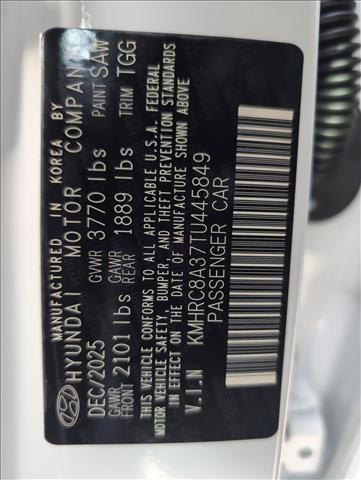 MANUFACTURED IN KOREA BY
HYUNDAI MOTOR COMPANY
DEC/2025 GVWR 3770 lbs PAINT SAW
GAWR FRONT 2101 lbs GAWR REAR 1889 lbs TRIM TGG
THIS VEHICLE CONFORMS TO ALL APPLICABLE U.S.A. FEDERAL
MOTOR VEHICLE SAFETY, BUMPER, AND THEFT PREVENTION STANDARDS
IN EFFECT ON THE DATE OF MANUFACTURE SHOWN ABOVE
V.I.N KMHRC8A37TU445849
PASSENGER CAR